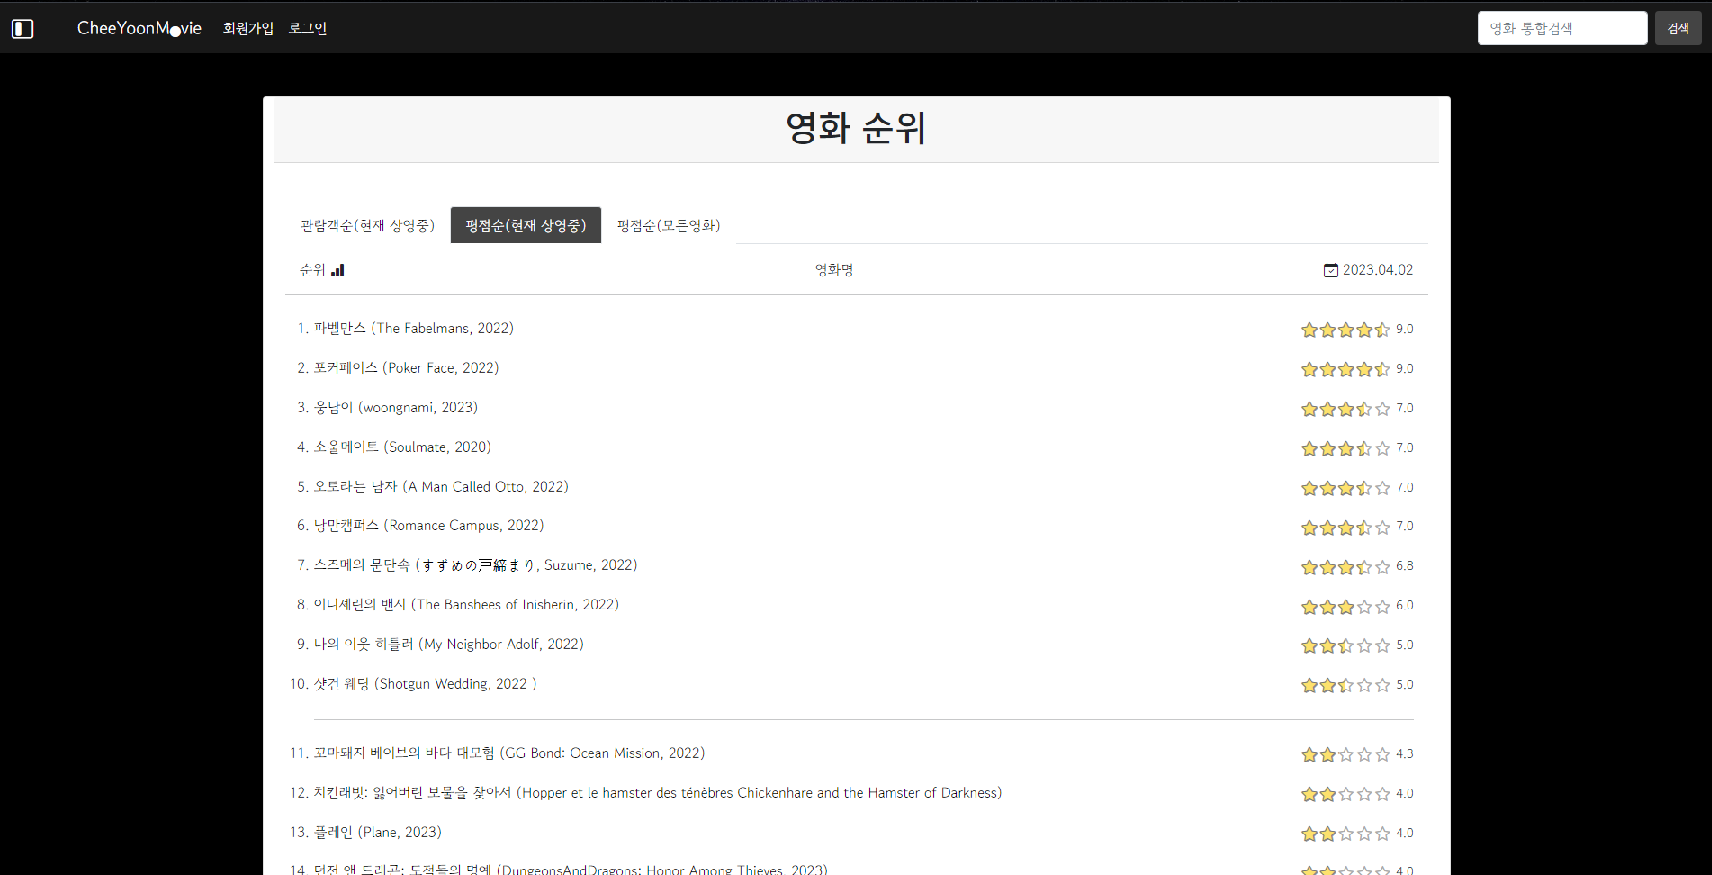 CheeYoonM●vie 회원가입 로그인 영화 통합검색 검색
영화 순위
관람객순(현재 상영중) 평점순(현재 상영중) 평점순(모든영화)
순위 영화명 2023.04.02
1. 파벨만스 (The Fabelmans, 2022) 9.0
2. 포커페이스 (Poker Face, 2022) 9.0
3. 웅남이 (woongnami, 2023) 7.0
4. 소울메이트 (Soulmate, 2020) 7.0
5. 오토라는 남자 (A Man Called Otto, 2022) 7.0
6. 낭만캠퍼스 (Romance Campus, 2022) 7.0
7. 스즈메의 문단속 (すずめの戸締まり, Suzume, 2022) 6.8
8. 이니셰린의 밴시 (The Banshees of Inisherin, 2022) 6.0
9. 나의 이웃 히틀러 (My Neighbor Adolf, 2022) 5.0
10. 샷건 웨딩 (Shotgun Wedding, 2022 ) 5.0
11. 꼬마돼지 베이브의 바다 대모험 (GG Bond: Ocean Mission, 2022) 4.3
12. 치킨래빗: 잃어버린 보물을 찾아서 (Hopper et le hamster des ténèbres Chickenhare and the Hamster of Darkness) 4.0
13. 플레인 (Plane, 2023) 4.0
14. 던전 앤 드래곤: 도적들의 명예 (DungeonsAndDragons: Honor Among Thieves, 2023) 4.0